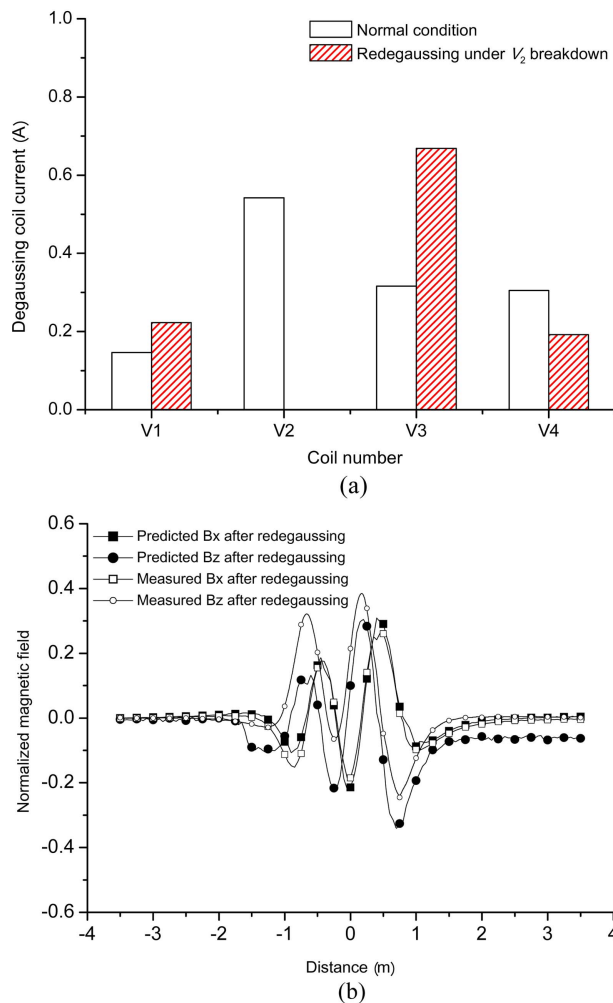 Normal condition
Redegaussing under V2 breakdown
1.0
0.8
0.6
0.4
0.2
0.0
Degaussing coil current (A)
V1 V2 V3 V4
Coil number
(a)
Predicted Bx after redegaussing
Predicted Bz after redegaussing
Measured Bx after redegaussing
Measured Bz after redegaussing
0.6
0.4
0.2
0.0
-0.2
-0.4
-0.6
Normalized magnetic field
-4 -3 -2 -1 0 1 2 3 4
Distance (m)
(b)